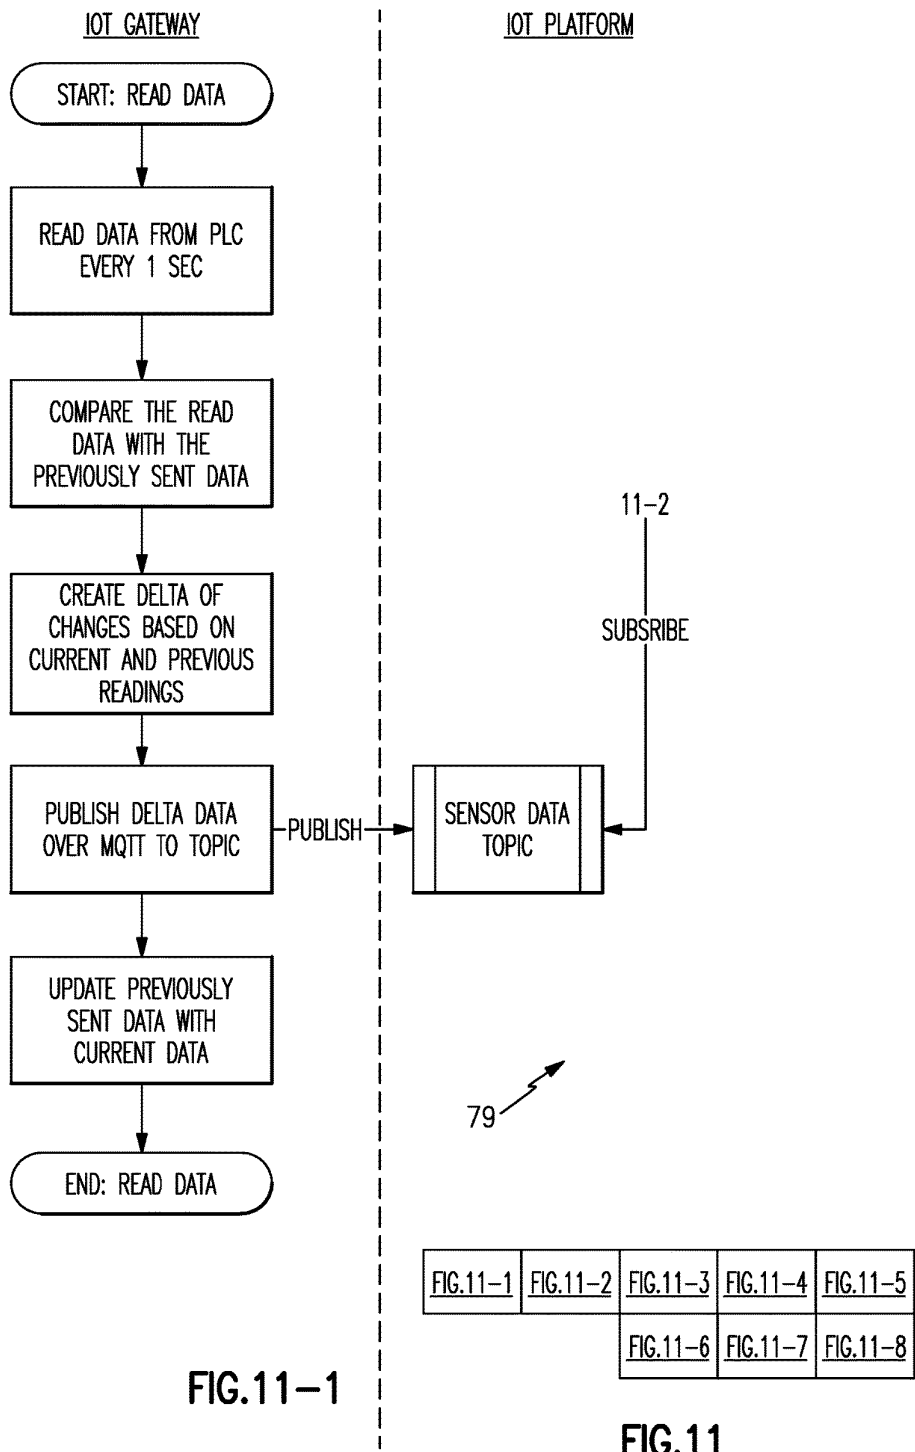 IOT GATEWAY
IOT PLATFORM
START: READ DATA
READ DATA FROM PLC
EVERY 1 SEC
COMPARE THE READ
DATA WITH THE
PREVIOUSLY SENT DATA
11-2
CREATE DELTA OF
CHANGES BASED ON
CURRENT AND PREVIOUS
READINGS
SUBSRIBE
PUBLISH DELTA DATA
OVER MQTT TO TOPIC
PUBLISH
SENSOR DATA
TOPIC
UPDATE PREVIOUSLY
SENT DATA WITH
CURRENT DATA
79
END: READ DATA
FIG.11-1 FIG.11-2 FIG.11-3 FIG.11-4 FIG.11-5
FIG.11-6 FIG.11-7 FIG.11-8
FIG.11-1
FIG.11